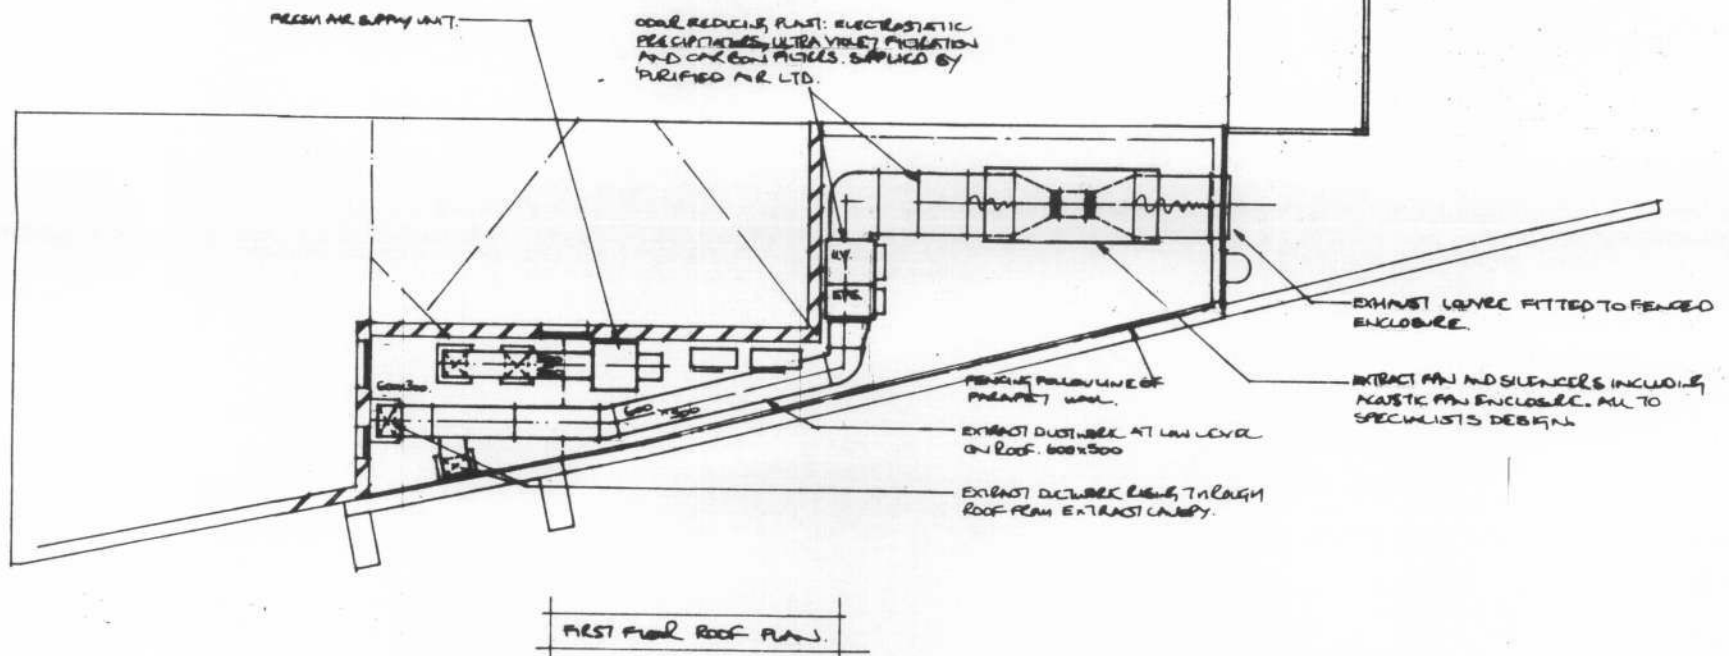 FRESH AIR SUPPLY UNIT.
ODOUR REDUCING PLANT: ELECTROSTATIC
PRECIPITATORS, ULTRA VIOLET FILTRATION
AND CARBON FILTERS. SUPPLIED BY
'PURIFIED AIR LTD.
U.V.
600x300.
600 x 500
EXHAUST LOUVRE FITTED TO FENCED
ENCLOSURE.
FENCING FOLLOW LINE OF
PARAPET WALL.
EXTRACT FAN AND SILENCERS INCLUDING
ACOUSTIC FAN ENCLOSURE. ALL TO
SPECIALISTS DESIGN.
EXTRACT DUCTWORK AT LOW LEVEL
ON ROOF. 600x500
EXTRACT DUCTWORK RISING THROUGH
ROOF FROM EXTRACT CANOPY.
FIRST FLOOR ROOF PLAN.